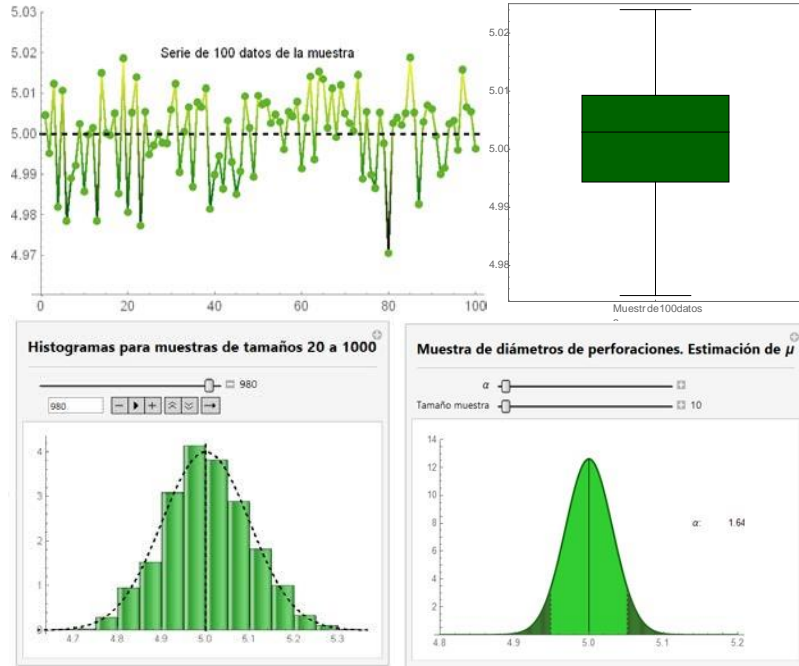 5.03
5.02
5.01
5.00
4.99
4.98
4.97
Serie de 100 datos de la muestra
0 20 40 60 80 100
5.02
5.01
5.00
4.99
4.98
Muestr de100datos
Histogramas para muestras de tamaños 20 a 1000
980
980
4
3
2
1
0
4.7 4.8 4.9 5.0 5.1 5.2 5.3
Muestra de diámetros de perforaciones. Estimación de μ
α
Tamaño muestra 10
14
12
10
8
6
4
2
α: 1.64
4.8 4.9 5.0 5.1 5.2